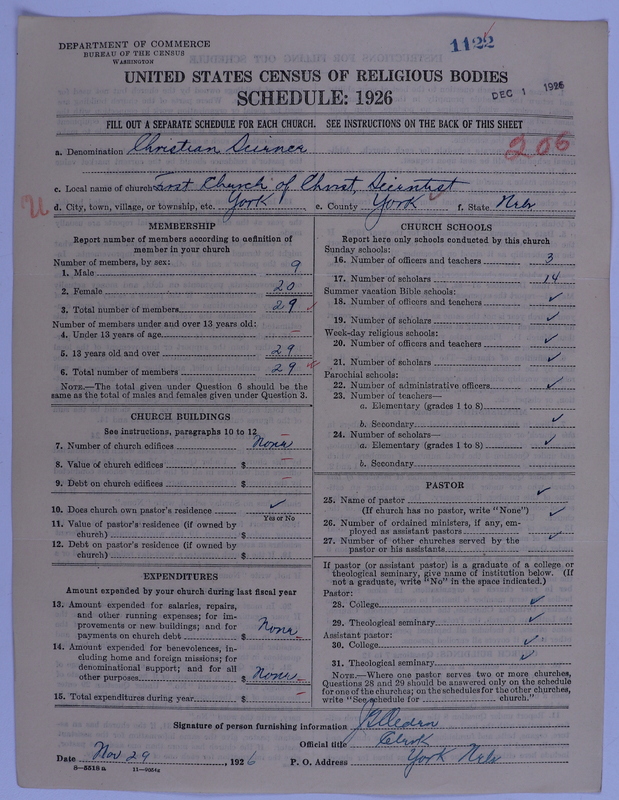 DEPARTMENT OF COMMERCE
BUREAU OF THE CENSUS
WASHINGTON
1122
UNITED STATES CENSUS OF RELIGIOUS BODIES
SCHEDULE: 1926
DEC 1 1926
FILL OUT A SEPARATE SCHEDULE FOR EACH CHURCH. SEE INSTRUCTIONS ON THE BACK OF THIS SHEET
a. Denomination Christian Science
206
c. Local name of church First Church of Christ, Scientist
d. City, town, village, or township, etc. York e. County York f. State Nebr
MEMBERSHIP
Report number of members according to definition of
member in your church
Number of members, by sex:
1. Male 9
2. Female 20
3. Total number of members 29
Number of members under and over 13 years old:
4. Under 13 years of age –
5. 13 years old and over 29
6. Total number of members 29
NOTE.—The total given under Question 6 should be the
same as the total of males and females given under Question 3.
CHURCH BUILDINGS
See instructions, paragraphs 10 to 12
7. Number of church edifices None
8. Value of church edifices $ –
9. Debt on church edifices $ –
10. Does church own pastor's residence ✓
Yes or No
11. Value of pastor's residence (if owned by
church) $
12. Debt on pastor's residence (if owned by
church) $
EXPENDITURES
Amount expended by your church during last fiscal year
13. Amount expended for salaries, repairs,
and other running expenses; for im-
provements or new buildings; and for
payments on church debt $ None
14. Amount expended for benevolences, in-
cluding home and foreign missions; for
denominational support; and for all
other purposes $ None
15. Total expenditures during year $ –
CHURCH SCHOOLS
Report here only schools conducted by this church
Sunday schools:
16. Number of officers and teachers 3
17. Number of scholars 14
Summer vacation Bible schools:
18. Number of officers and teachers ✓
19. Number of scholars ✓
Week-day religious schools:
20. Number of officers and teachers ✓
21. Number of scholars ✓
Parochial schools:
22. Number of administrative officers ✓
23. Number of teachers—
a. Elementary (grades 1 to 8)
b. Secondary ✓
24. Number of scholars—
a. Elementary (grades 1 to 8) ✓
b. Secondary
PASTOR
25. Name of pastor ✓
(If church has no pastor, write "None") ✓
26. Number of ordained ministers, if any, em-
ployed as assistant pastors
27. Number of other churches served by the
pastor or his assistants ✓
If pastor (or assistant pastor) is a graduate of a college or
theological seminary, give name of institution below. (If
not a graduate, write "No" in the space indicated.)
Pastor:
28. College ✓
29. Theological seminary ✓
Assistant pastor:
30. College ✓
31. Theological seminary ✓
NOTE.—Where one pastor serves two or more churches,
Questions 28 and 29 should be answered only on the schedule
for one of the churches; on the schedules for the other churches,
write "See schedule for church."
Signature of person furnishing information
Official title Clerk
Date Nov 29, 1926 P. O. Address York Nebr
8—5518 a